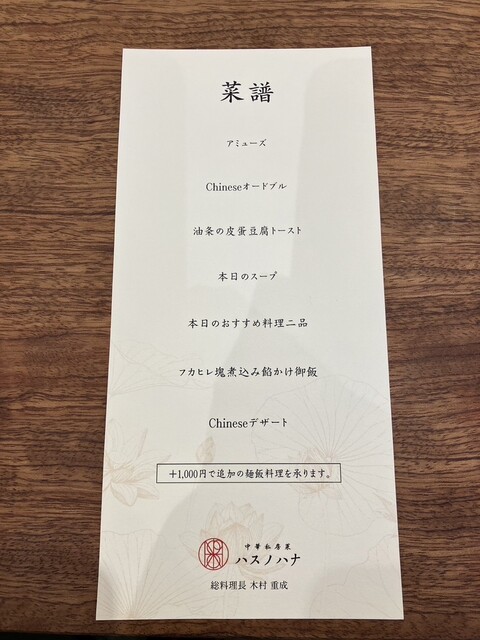 菜譜
アミューズ
Chineseオードブル
油条の皮蛋豆腐トースト
本日のスープ
本日のおすすめ料理二品
フカヒレ塊煮込み餡かけ御飯
Chineseデザート
+1,000円で追加の麺飯料理を承ります。
中華私房菜
ハスノハナ
総料理長 木村 重成